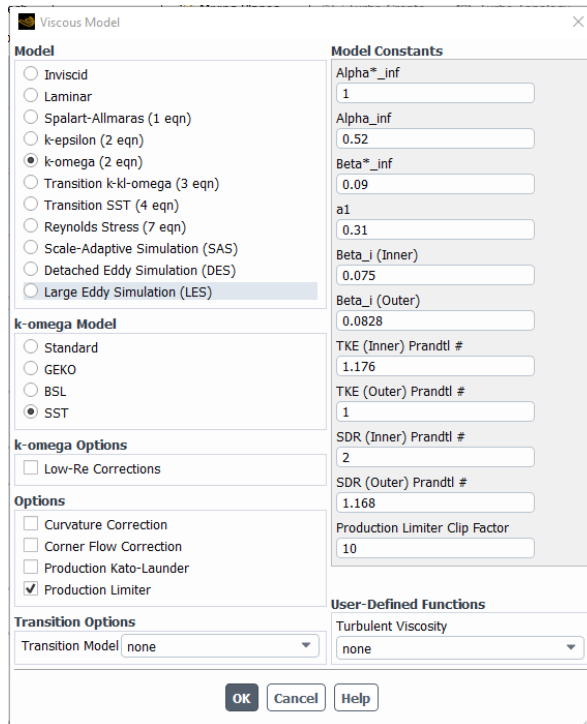 Viscous Model
Model
Inviscid
Laminar
Spalart-Allmaras (1 eqn)
k-epsilon (2 eqn)
k-omega (2 eqn)
Transition k-kl-omega (3 eqn)
Transition SST (4 eqn)
Reynolds Stress (7 eqn)
Scale-Adaptive Simulation (SAS)
Detached Eddy Simulation (DES)
Large Eddy Simulation (LES)
k-omega Model
Standard
GEKO
BSL
SST
k-omega Options
Low-Re Corrections
Options
Curvature Correction
Corner Flow Correction
Production Kato-Launder
Production Limiter
Transition Options
Transition Model none
Model Constants
Alpha*_inf
1
Alpha_inf
0.52
Beta*_inf
0.09
a1
0.31
Beta_i (Inner)
0.075
Beta_i (Outer)
0.0828
TKE (Inner) Prandtl #
1.176
TKE (Outer) Prandtl #
1
SDR (Inner) Prandtl #
2
SDR (Outer) Prandtl #
1.168
Production Limiter Clip Factor
10
User-Defined Functions
Turbulent Viscosity
none
OK Cancel Help